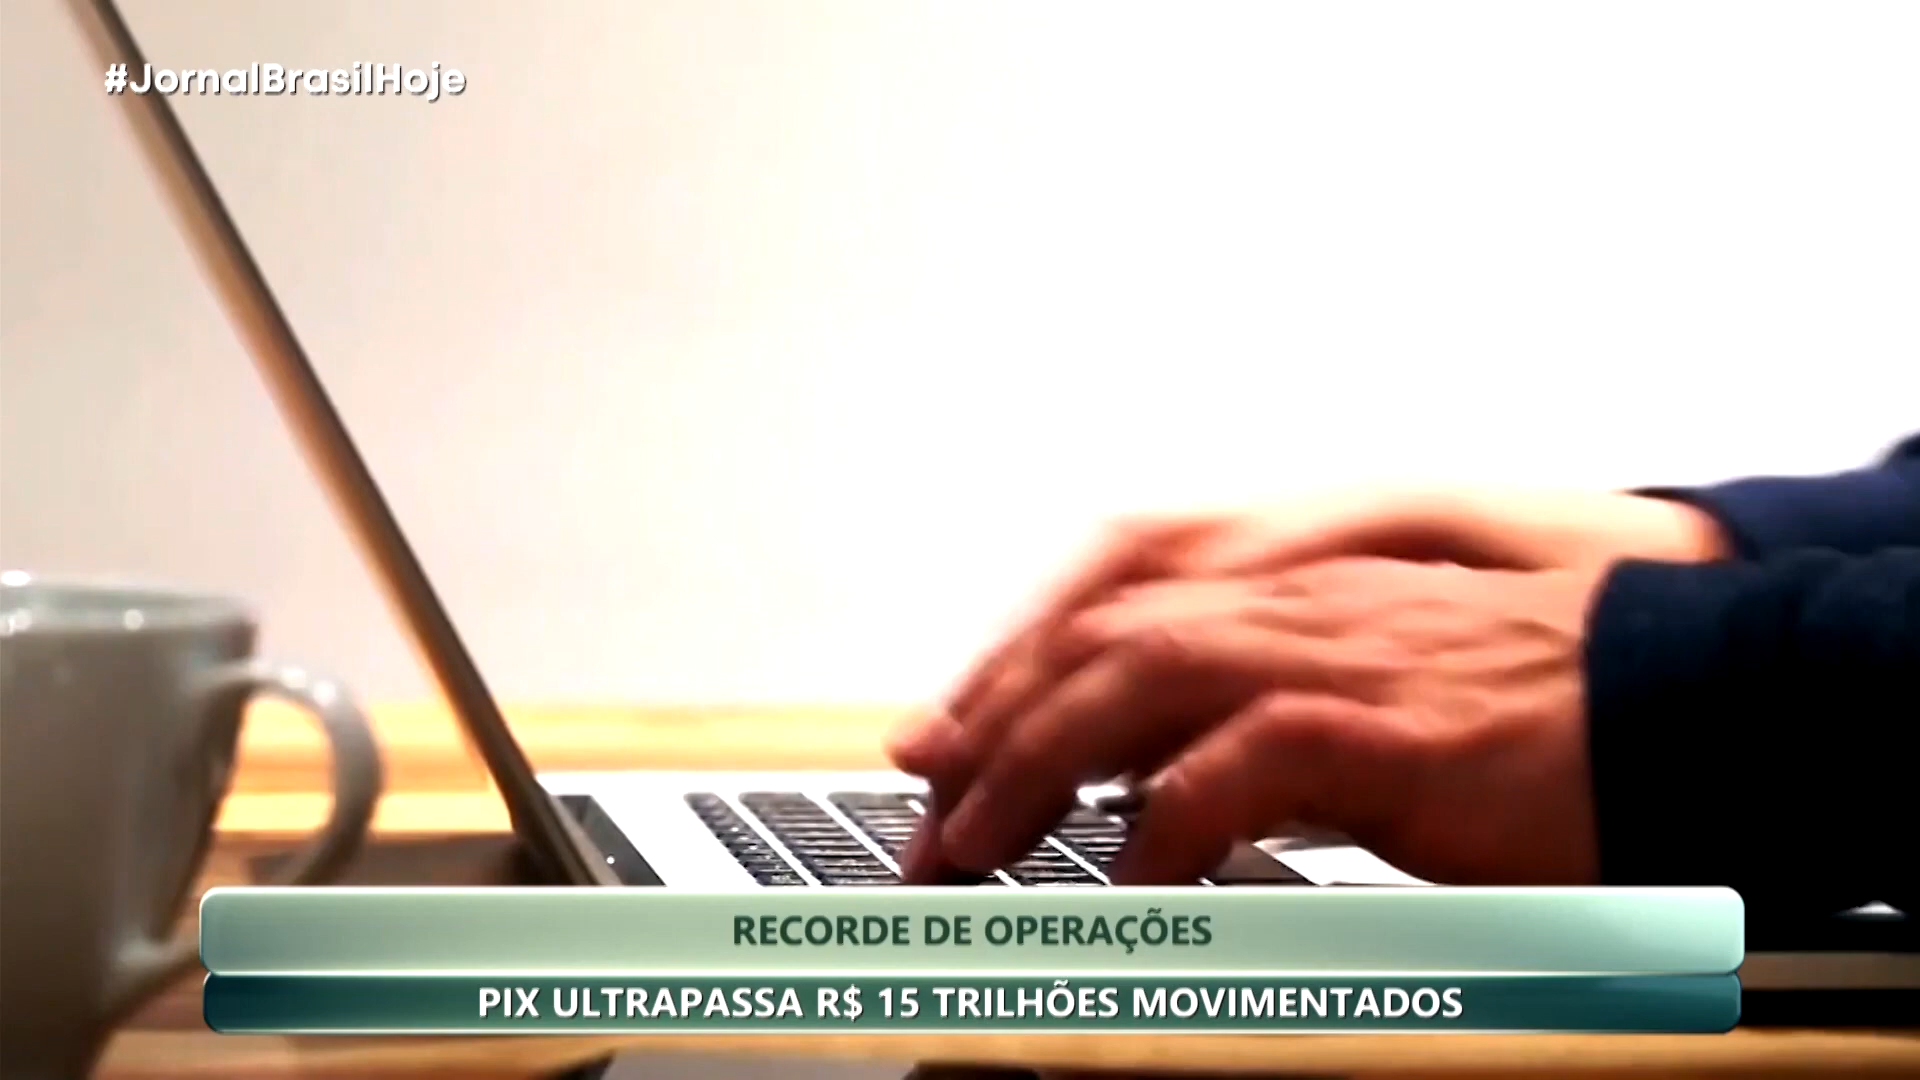 #JornalBrasilHoje
RECORDE DE OPERAÇÕES
PIX ULTRAPASSA R$ 15 TRILHÕES MOVIMENTADOS